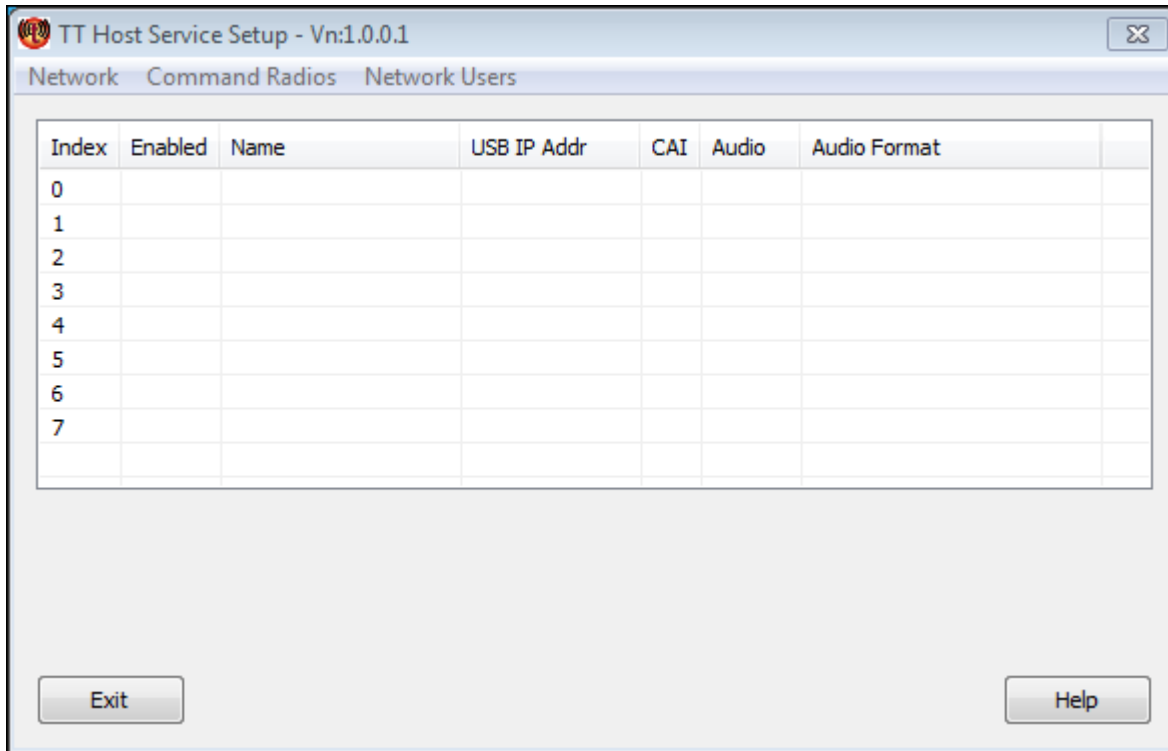 TT Host Service Setup - Vn:1.0.0.1
Network Command Radios Network Users
Index Enabled Name USB IP Addr CAI Audio Audio Format
0
1
2
3
4
5
6
7
Exit Help